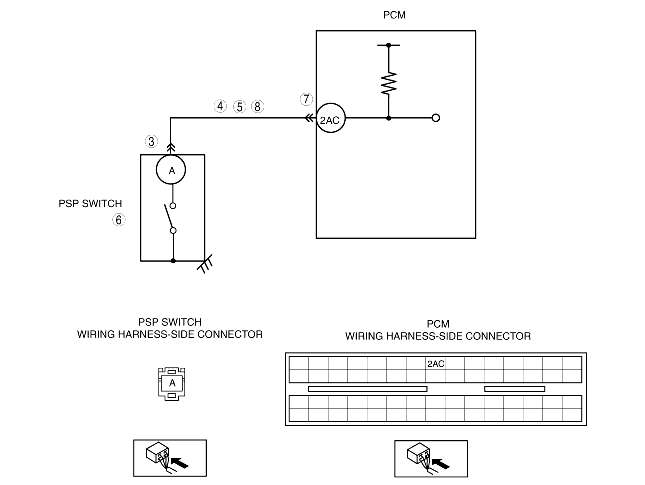 PCM
④ ⑤ ⑧ ⑦
2AC
③
A
PSP SWITCH
⑥
PSP SWITCH
WIRING HARNESS-SIDE CONNECTOR
A
PCM
WIRING HARNESS-SIDE CONNECTOR
2AC